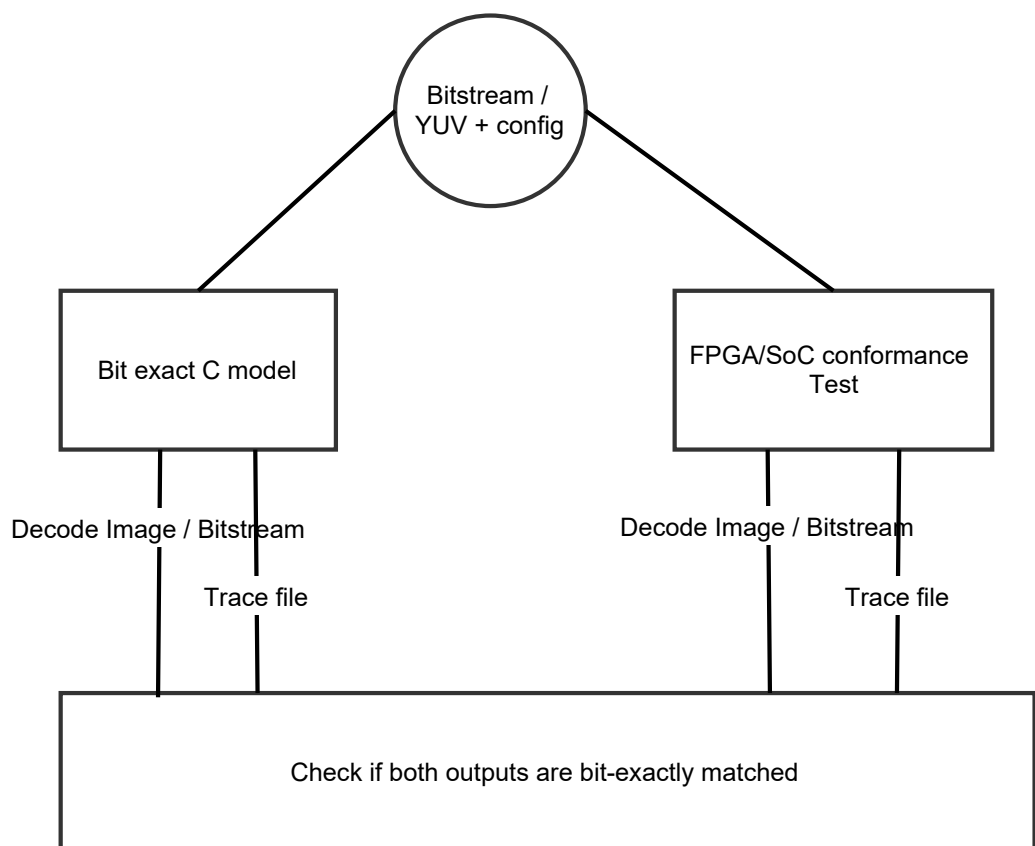 Bitstream /
YUV + config
Bit exact C model
FPGA/SoC conformance
Test
Decode Image / Bitstream
Decode Image / Bitstream
Trace file
Trace file
Check if both outputs are bit-exactly matched